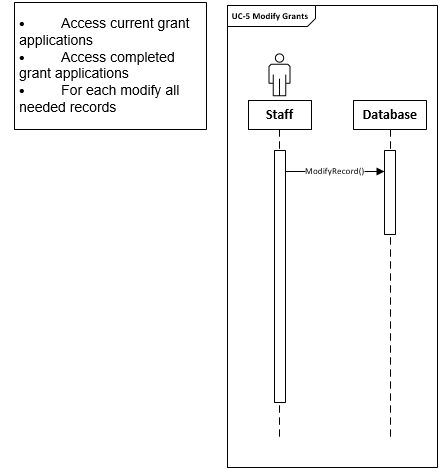 •	Access current grant
applications
•	Access completed
grant applications
•	For each modify all
needed records
UC-5 Modify Grants
Staff
Database
ModifyRecord()